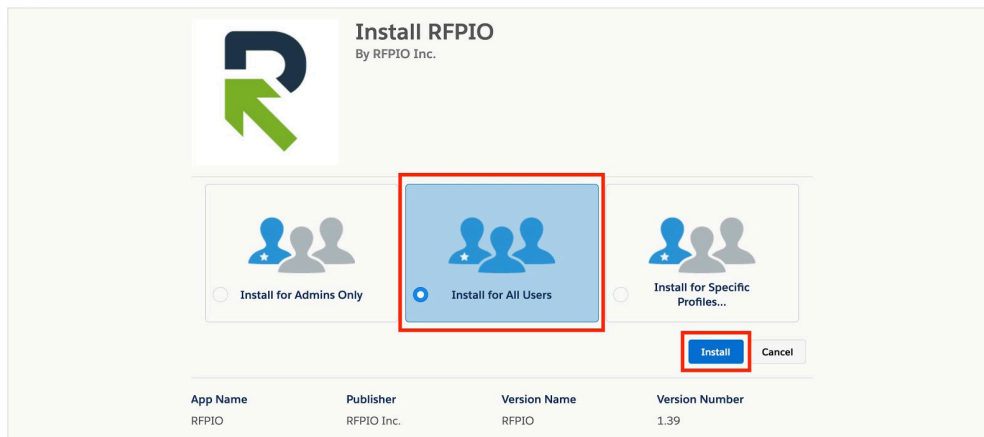 Install RFPIO
By RFPIO Inc.
Install for Admins Only
Install for All Users
Install for Specific
Profiles...
Install
Cancel
App Name
Publisher
Version Name
Version Number
RFPIO
RFPIO Inc.
RFPIO
1.39